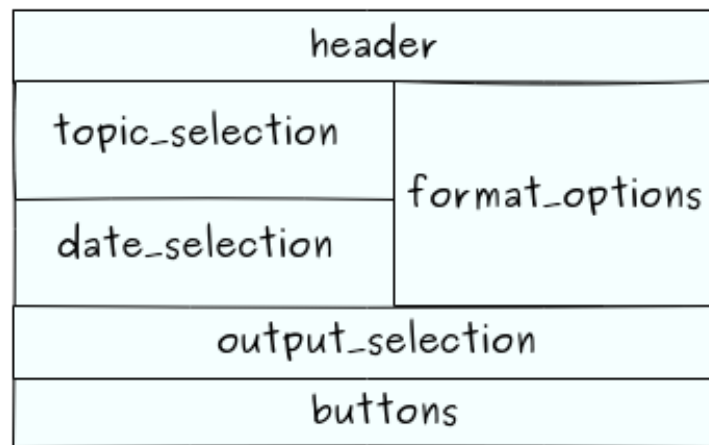 header
topic_selection
format_options
date_selection
output_selection
buttons